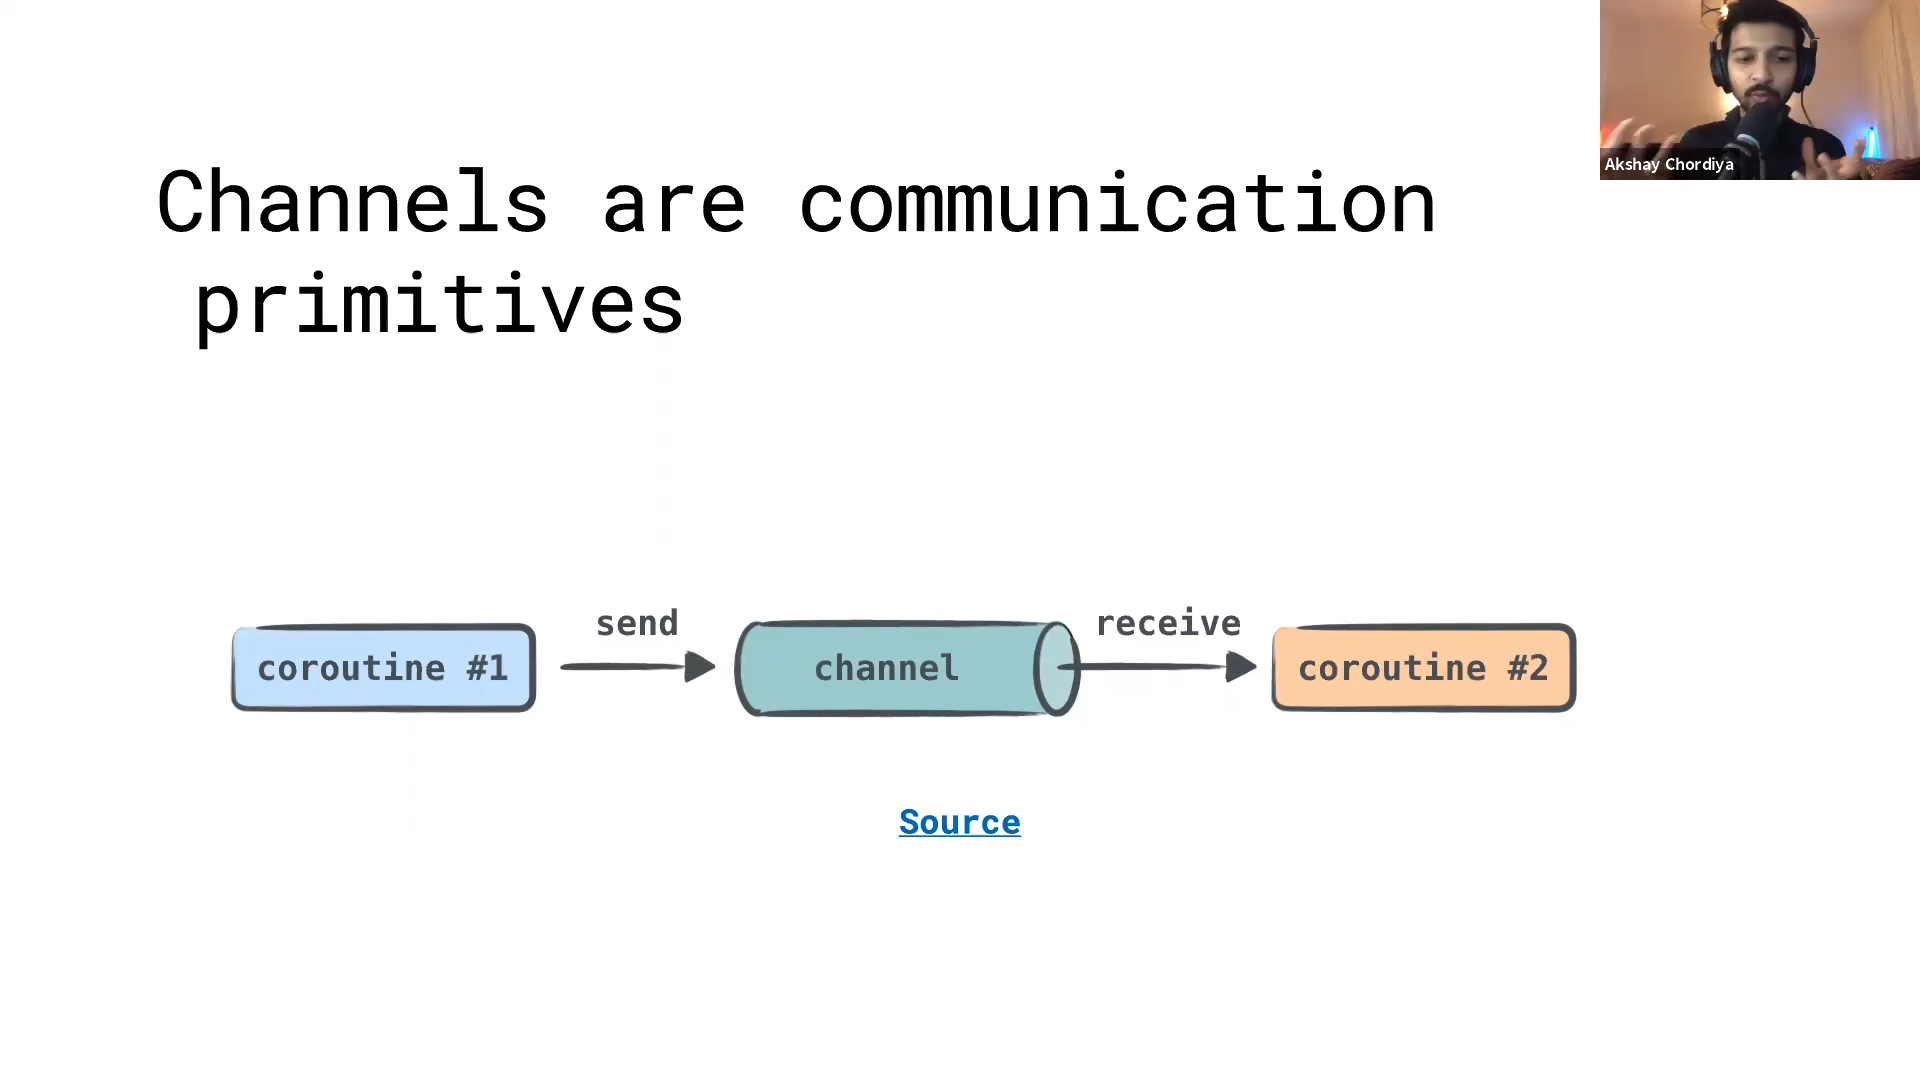 Akshay Chordiya
Channels are communication
primitives
send
receive
coroutine #1
channel
coroutine #2
Source